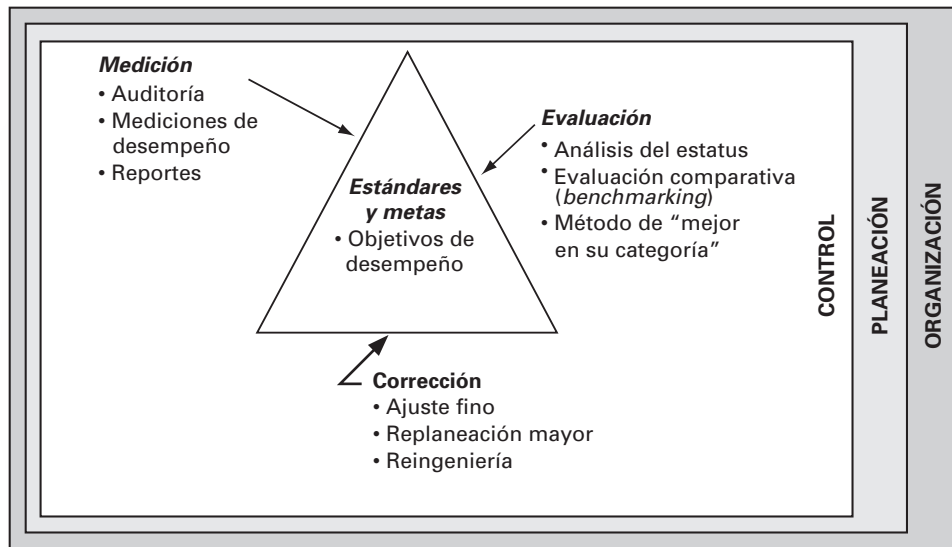 Medición
• Auditoría
• Mediciones de
desempeño
• Reportes
Evaluación
• Análisis del estatus
• Evaluación comparativa
(benchmarking)
• Método de “mejor
en su categoría”
Estándares
y metas
• Objetivos de
desempeño
Corrección
• Ajuste fino
• Replaneación mayor
• Reingeniería
CONTROL
PLANEACIÓN
ORGANIZACIÓN